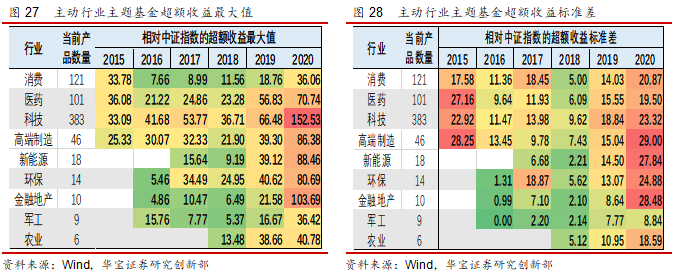 图 27 主动行业主题基金超额收益最大值
行业 当前产品数量 相对中证指数的超额收益最大值
2015 2016 2017 2018 2019 2020
消费 121 33.78 7.66 8.99 11.56 18.76 36.06
医药 101 36.08 21.22 24.86 23.28 56.83 70.74
科技 383 33.09 41.68 53.77 36.71 66.48 152.53
高端制造 46 25.33 30.07 32.33 21.90 39.30 86.38
新能源 18 15.64 9.19 39.12 88.46
环保 14 5.46 34.49 24.95 40.62 80.69
金融地产 10 4.86 10.47 6.49 21.58 103.69
军工 9 15.76 7.77 5.37 16.67 36.42
农业 6 13.48 38.66 40.78
资料来源：Wind，华宝证券研究创新部
图 28 主动行业主题基金超额收益标准差
行业 当前产品数量 相对中证指数的超额收益标准差
2015 2016 2017 2018 2019 2020
消费 121 17.58 11.36 18.45 5.00 14.03 20.87
医药 101 27.16 9.64 11.93 6.09 15.55 19.50
科技 383 22.92 11.47 13.98 9.62 18.84 23.32
高端制造 46 28.25 13.45 9.78 7.43 15.04 29.00
新能源 18 6.68 2.21 14.50 27.84
环保 14 1.31 18.87 5.62 13.07 24.88
金融地产 10 0.99 7.10 2.10 8.64 28.48
军工 9 0.00 2.20 2.14 7.77 8.84
农业 6 5.12 10.95 18.59
资料来源：Wind，华宝证券研究创新部